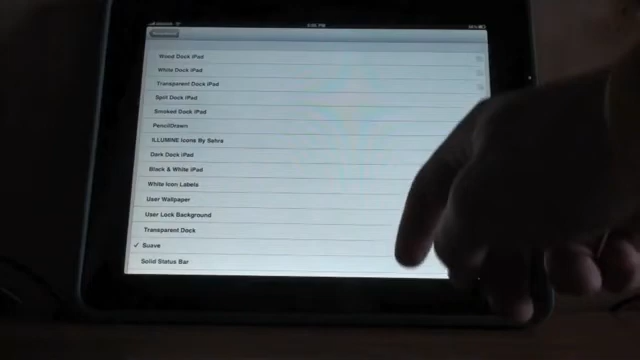 Wood Dock iPad
White Dock iPad
Transparent Dock iPad
Split Dock iPad
Smoked Dock iPad
PencilDrawn
ILLUMINE Icons By Sahra
Dark Dock iPad
Black & White iPad
White Icon Labels
User Wallpaper
User Lock Background
Transparent Dock
Suave
Solid Status Bar